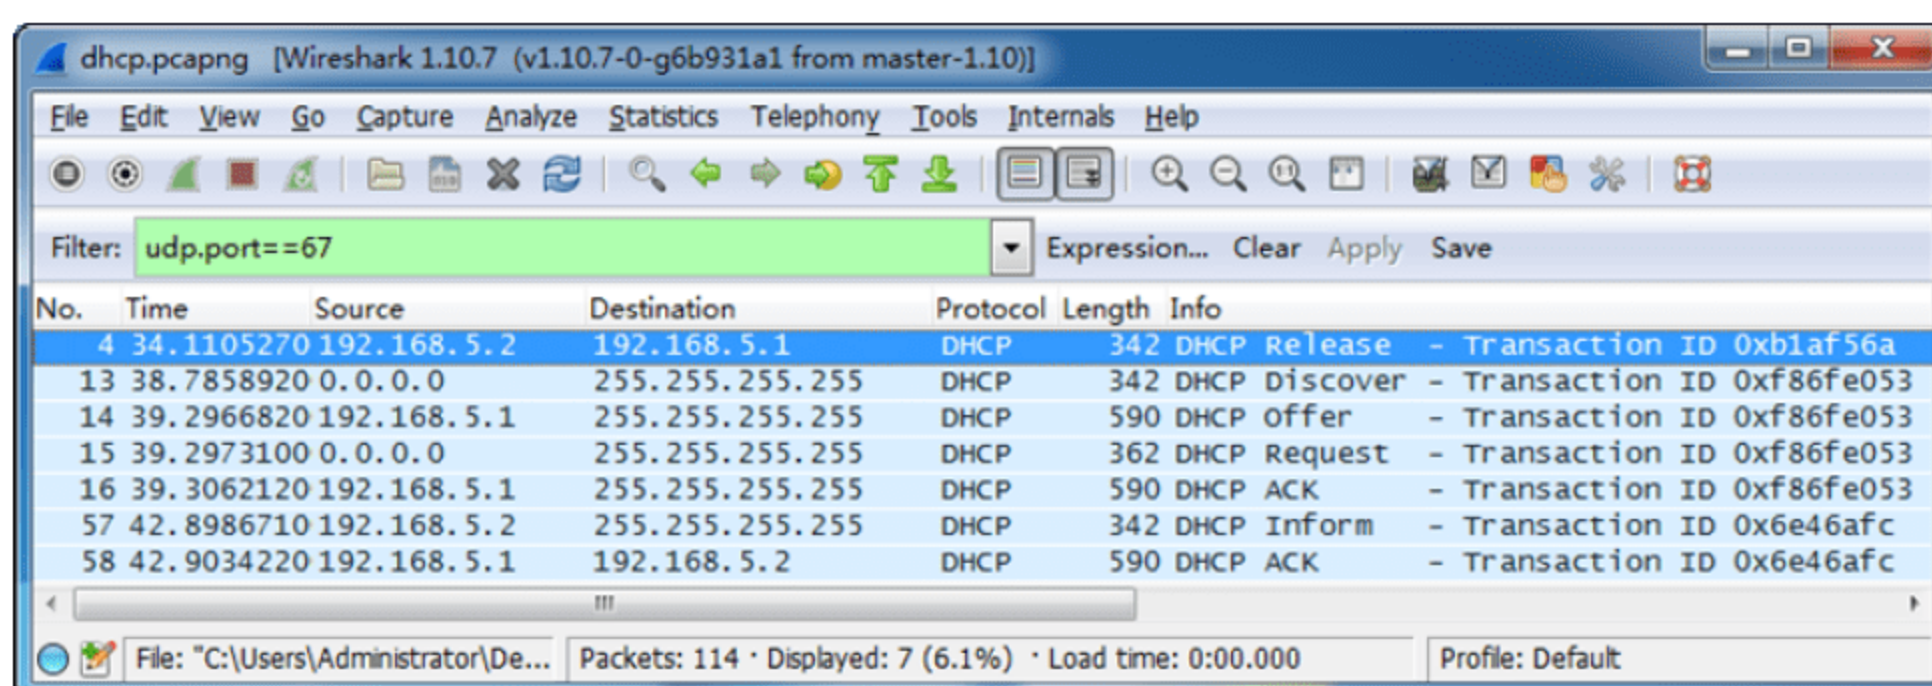 dhcp.pcapng [Wireshark 1.10.7 (v1.10.7-0-g6b931a1 from master-1.10)]
File Edit View Go Capture Analyze Statistics Telephony Tools Internals Help
Filter: udp.port==67 Expression... Clear Apply Save
No. Time Source Destination Protocol Length Info
4 34.1105270 192.168.5.2 192.168.5.1 DHCP 342 DHCP Release - Transaction ID 0xb1af56a
13 38.7858920 0.0.0.0 255.255.255.255 DHCP 342 DHCP Discover - Transaction ID 0xf86fe053
14 39.2966820 192.168.5.1 255.255.255.255 DHCP 590 DHCP Offer - Transaction ID 0xf86fe053
15 39.2973100 0.0.0.0 255.255.255.255 DHCP 362 DHCP Request - Transaction ID 0xf86fe053
16 39.3062120 192.168.5.1 255.255.255.255 DHCP 590 DHCP ACK - Transaction ID 0xf86fe053
57 42.8986710 192.168.5.2 255.255.255.255 DHCP 342 DHCP Inform - Transaction ID 0x6e46afc
58 42.9034220 192.168.5.1 192.168.5.2 DHCP 590 DHCP ACK - Transaction ID 0x6e46afc
File: "C:\Users\Administrator\De... Packets: 114 · Displayed: 7 (6.1%) · Load time: 0:00.000 Profile: Default